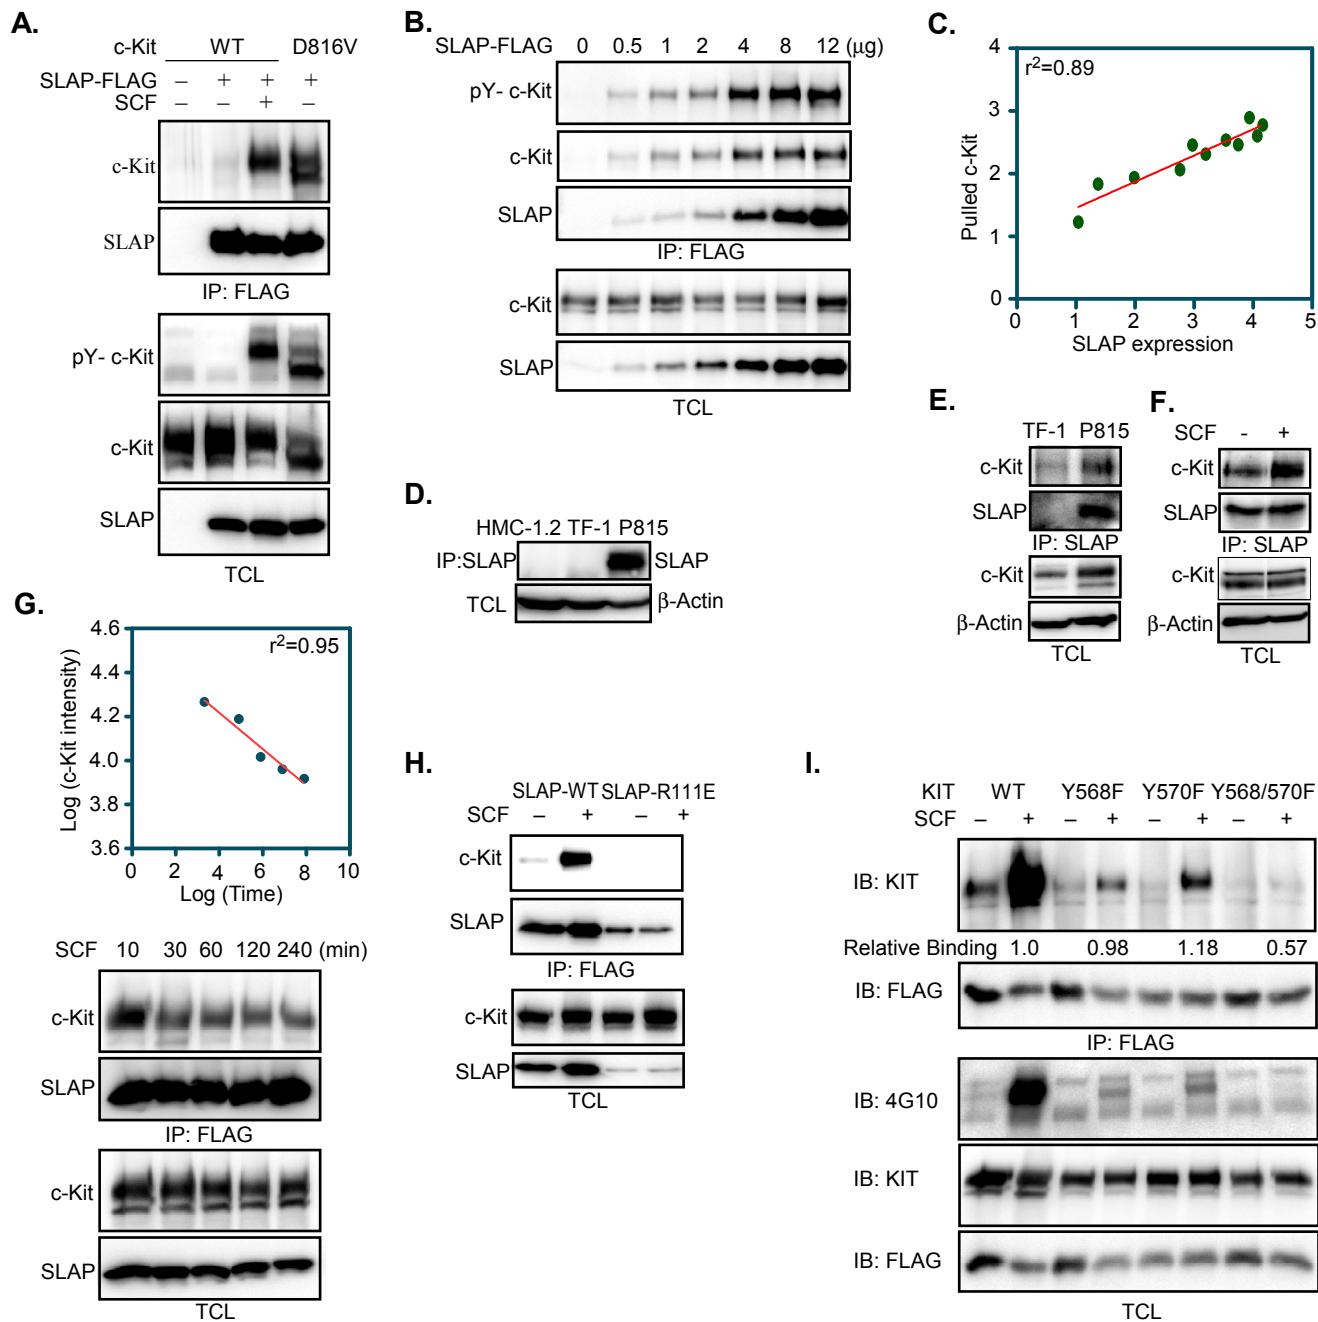 A.
c-Kit WT D816V
SLAP-FLAG – + + +
SCF – – + –
c-Kit
SLAP
IP: FLAG
pY- c-Kit
c-Kit
SLAP
TCL
B.
SLAP-FLAG 0 0.5 1 2 4 8 12 (μg)
pY- c-Kit
c-Kit
SLAP
IP: FLAG
c-Kit
SLAP
TCL
C.
r²=0.89
Pulled c-Kit
4
3
2
1
0
0 1 2 3 4 5
SLAP expression
D.
HMC-1.2 TF-1 P815
IP:SLAP SLAP
TCL β-Actin
E.
TF-1 P815
c-Kit
SLAP
IP: SLAP
c-Kit
β-Actin
TCL
F.
SCF - +
c-Kit
SLAP
IP: SLAP
c-Kit
β-Actin
TCL
G.
r²=0.95
Log (c-Kit intensity)
4.6
4.4
4.2
4.0
3.8
3.6
0 2 4 6 8 10
Log (Time)
SCF 10 30 60 120 240 (min)
c-Kit
SLAP
IP: FLAG
c-Kit
SLAP
TCL
H.
SLAP-WT SLAP-R111E
SCF – + – +
c-Kit
SLAP
IP: FLAG
c-Kit
SLAP
TCL
I.
KIT WT Y568F Y570F Y568/570F
SCF – + – + – + – +
IB: KIT
Relative Binding 1.0 0.98 1.18 0.57
IB: FLAG
IP: FLAG
IB: 4G10
IB: KIT
IB: FLAG
TCL